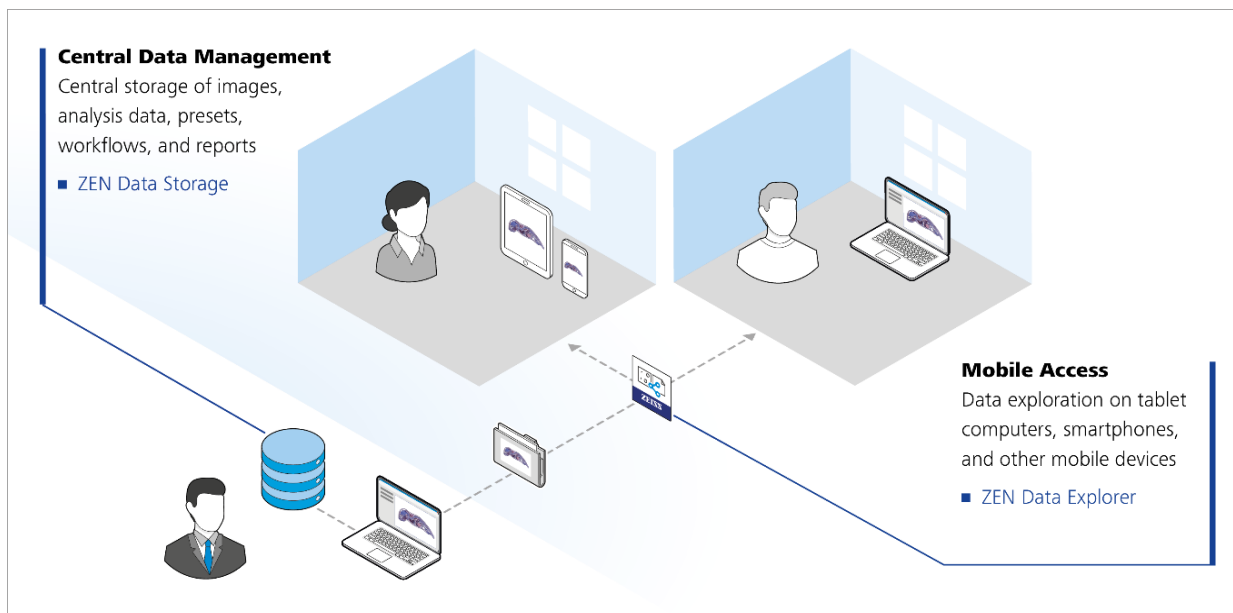 Central Data Management
Central storage of images,
analysis data, presets,
workflows, and reports
ZEN Data Storage
ZEISS
Mobile Access
Data exploration on tablet
computers, smartphones,
and other mobile devices
ZEN Data Explorer